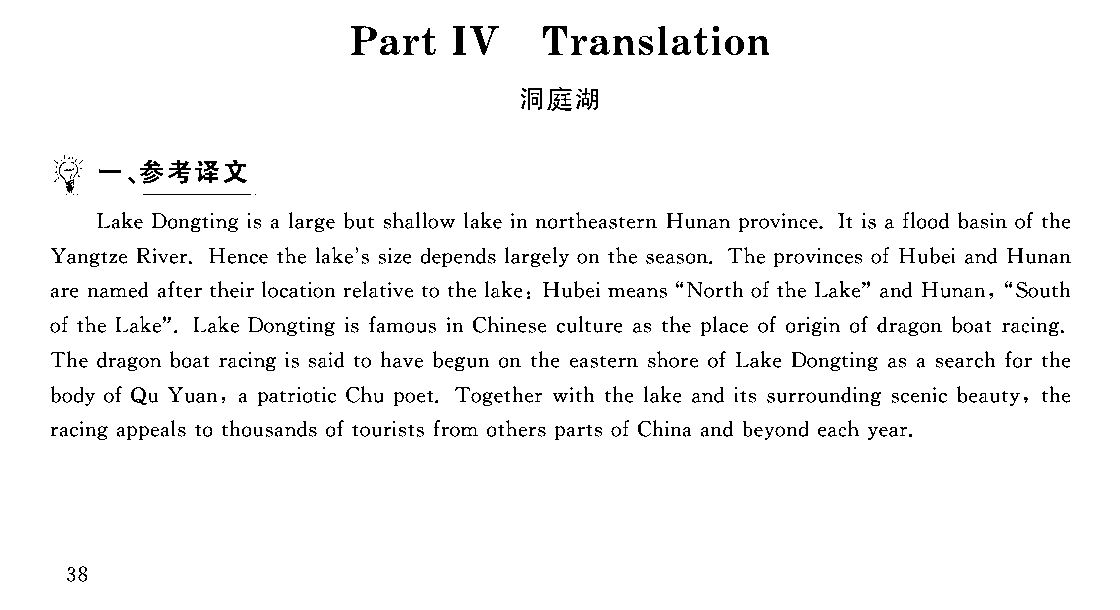 Part IV Translation
洞庭湖
一、参考译文
Lake Dongting is a large but shallow lake in northeastern Hunan province. It is a flood basin of the
Yangtze River. Hence the lake's size depends largely on the season. The provinces of Hubei and Hunan
are named after their location relative to the lake: Hubei means “North of the Lake” and Hunan, “South
of the Lake”. Lake Dongting is famous in Chinese culture as the place of origin of dragon boat racing.
The dragon boat racing is said to have begun on the eastern shore of Lake Dongting as a search for the
body of Qu Yuan, a patriotic Chu poet. Together with the lake and its surrounding scenic beauty, the
racing appeals to thousands of tourists from others parts of China and beyond each year.
38